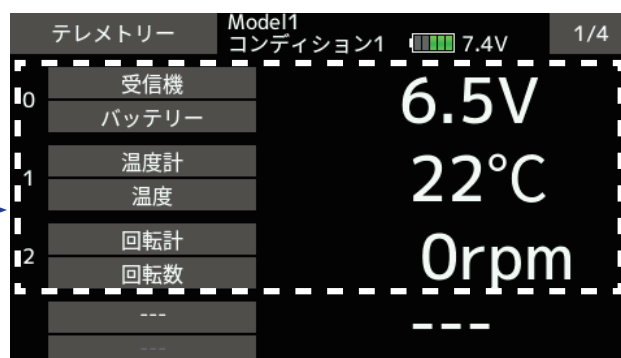 テレメトリー
Model1
コンディション1
7.4V
1/4
0
受信機
バッテリー
6.5V
1
温度計
温度
22°C
2
回転計
回転数
0rpm
---
---
---